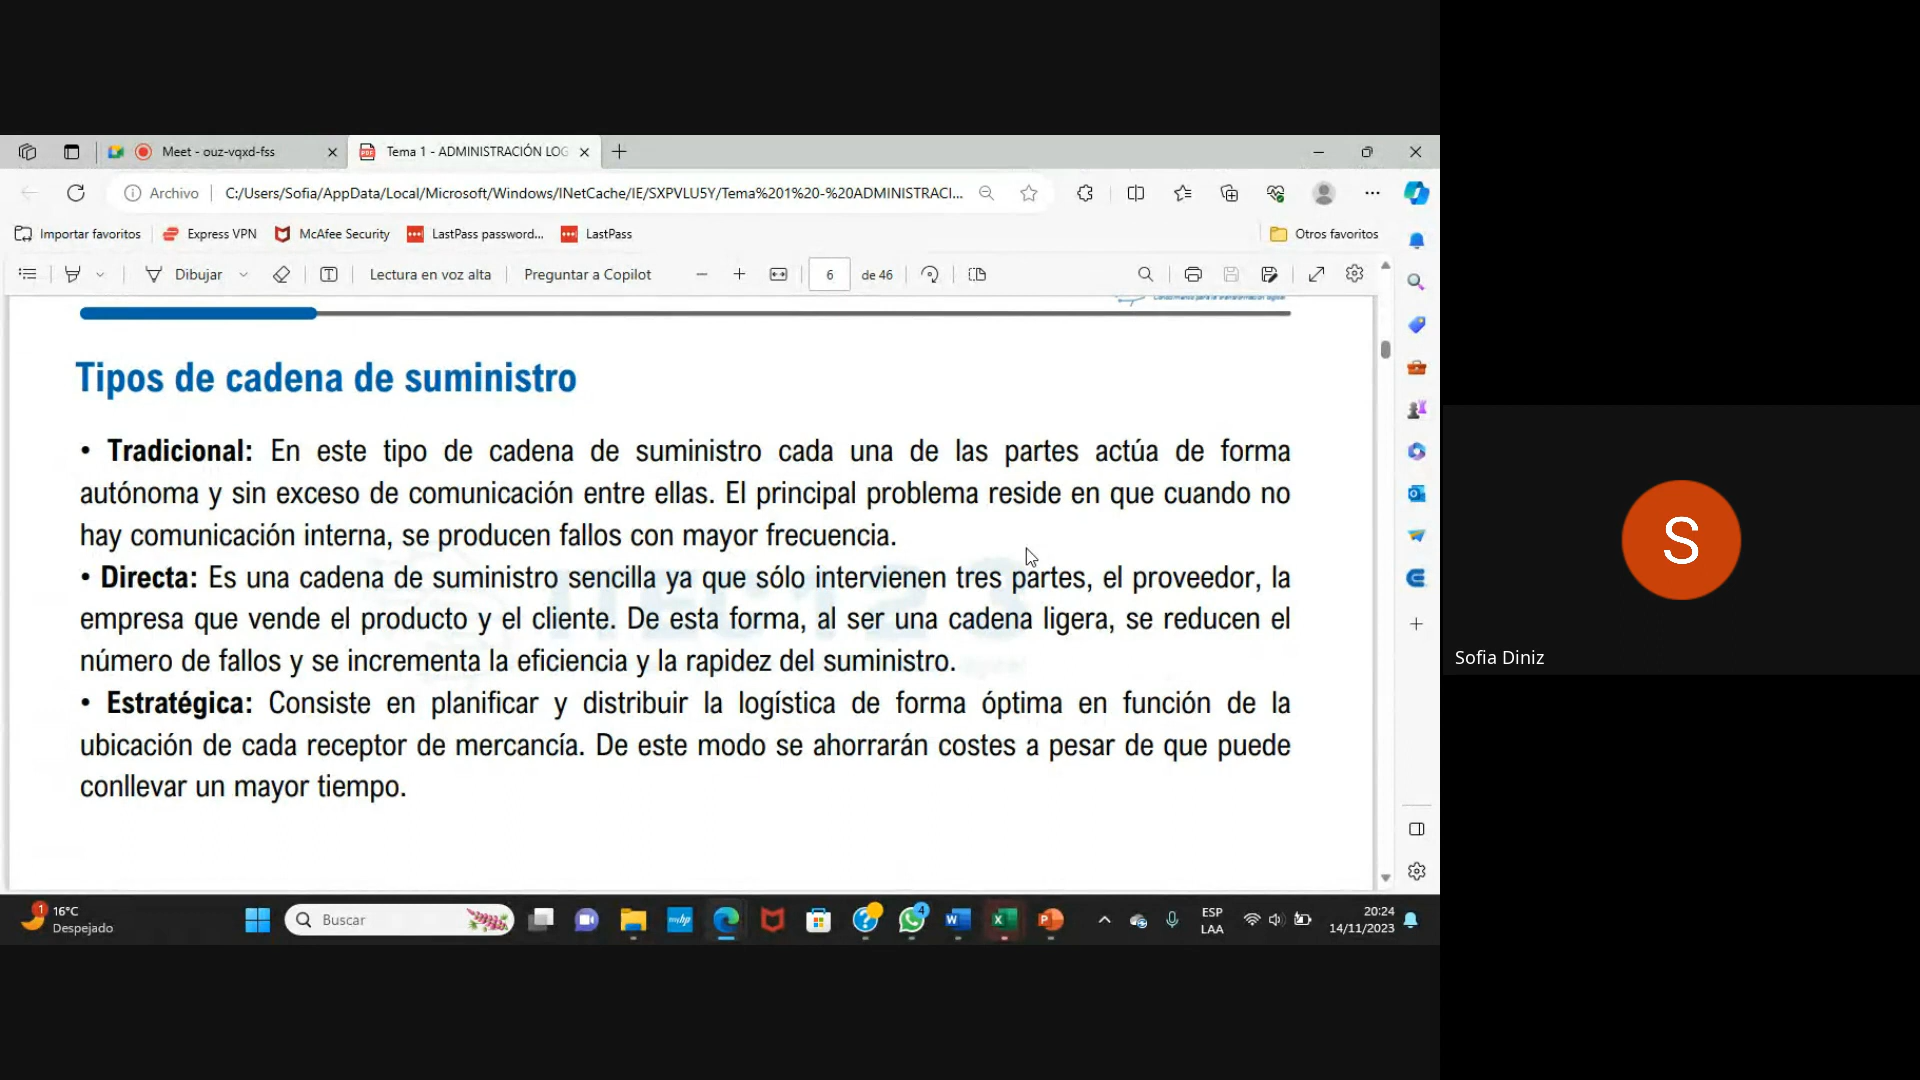 Meet - ouz-vqxd-fss
Tema 1 - ADMINISTRACIÓN LOG
Archivo
C:/Users/Sofia/AppData/Local/Microsoft/Windows/INetCache/IE/SXPVLU5Y/Tema%201%20-%20ADMINISTRACI...
Importar favoritos
Express VPN
McAfee Security
LastPass password...
LastPass
Otros favoritos
Dibujar
Lectura en voz alta
Preguntar a Copilot
6
de 46
Tipos de cadena de suministro
• Tradicional: En este tipo de cadena de suministro cada una de las partes actúa de forma
autónoma y sin exceso de comunicación entre ellas. El principal problema reside en que cuando no
hay comunicación interna, se producen fallos con mayor frecuencia.
• Directa: Es una cadena de suministro sencilla ya que sólo intervienen tres partes, el proveedor, la
empresa que vende el producto y el cliente. De esta forma, al ser una cadena ligera, se reducen el
número de fallos y se incrementa la eficiencia y la rapidez del suministro.
• Estratégica: Consiste en planificar y distribuir la logística de forma óptima en función de la
ubicación de cada receptor de mercancía. De este modo se ahorrarán costes a pesar de que puede
conllevar un mayor tiempo.
S
Sofia Diniz
1
16°C
Despejado
Buscar
4
ESP
LAA
20:24
14/11/2023